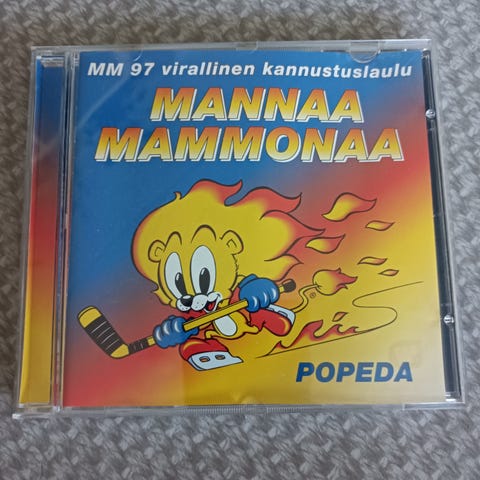 MM 97 virallinen kannustuslaulu
MANNAA
MAMMONAA
®
POPEDA